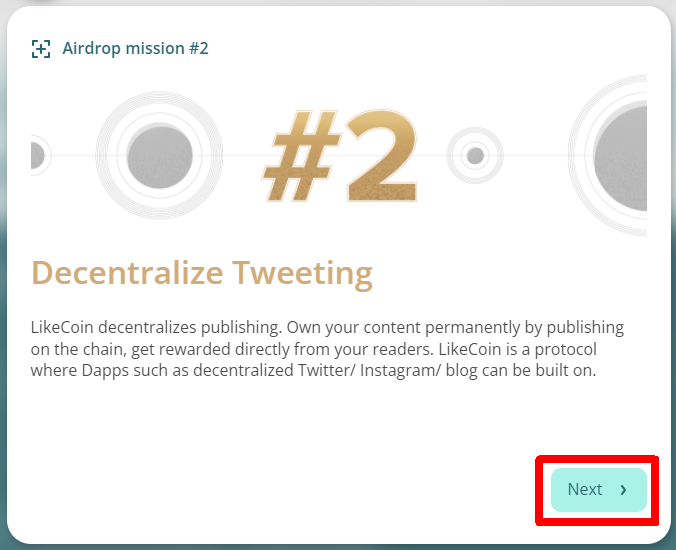 Airdrop mission #2
#2
Decentralize Tweeting
LikeCoin decentralizes publishing. Own your content permanently by publishing
on the chain, get rewarded directly from your readers. LikeCoin is a protocol
where Dapps such as decentralized Twitter/ Instagram/ blog can be built on.
Next